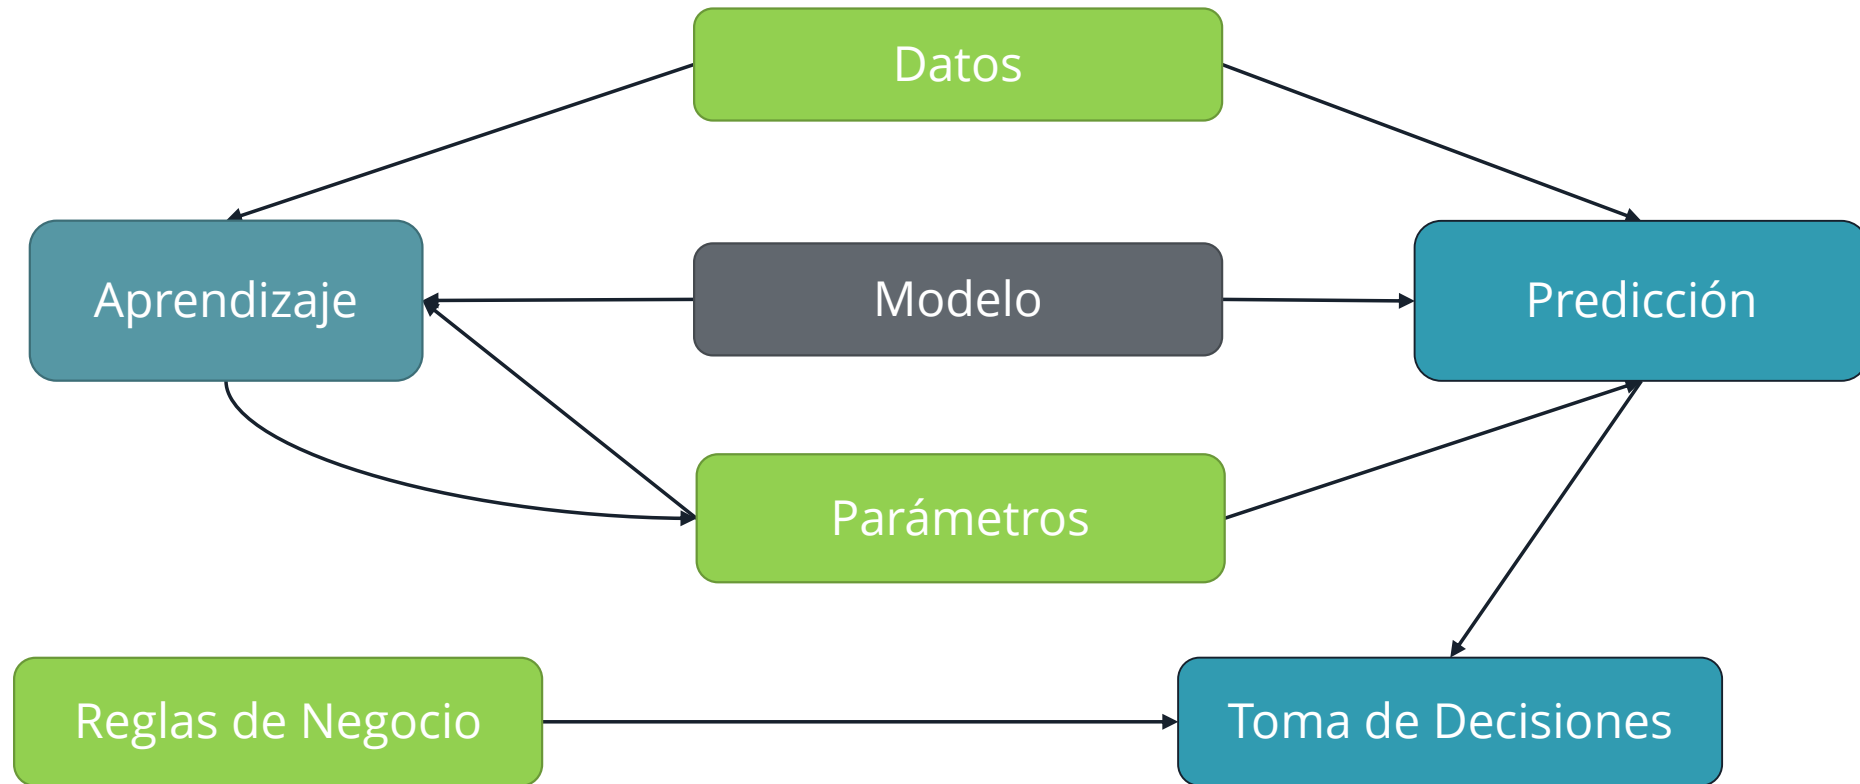 Datos
Aprendizaje
Modelo
Predicción
Parámetros
Reglas de Negocio
Toma de Decisiones